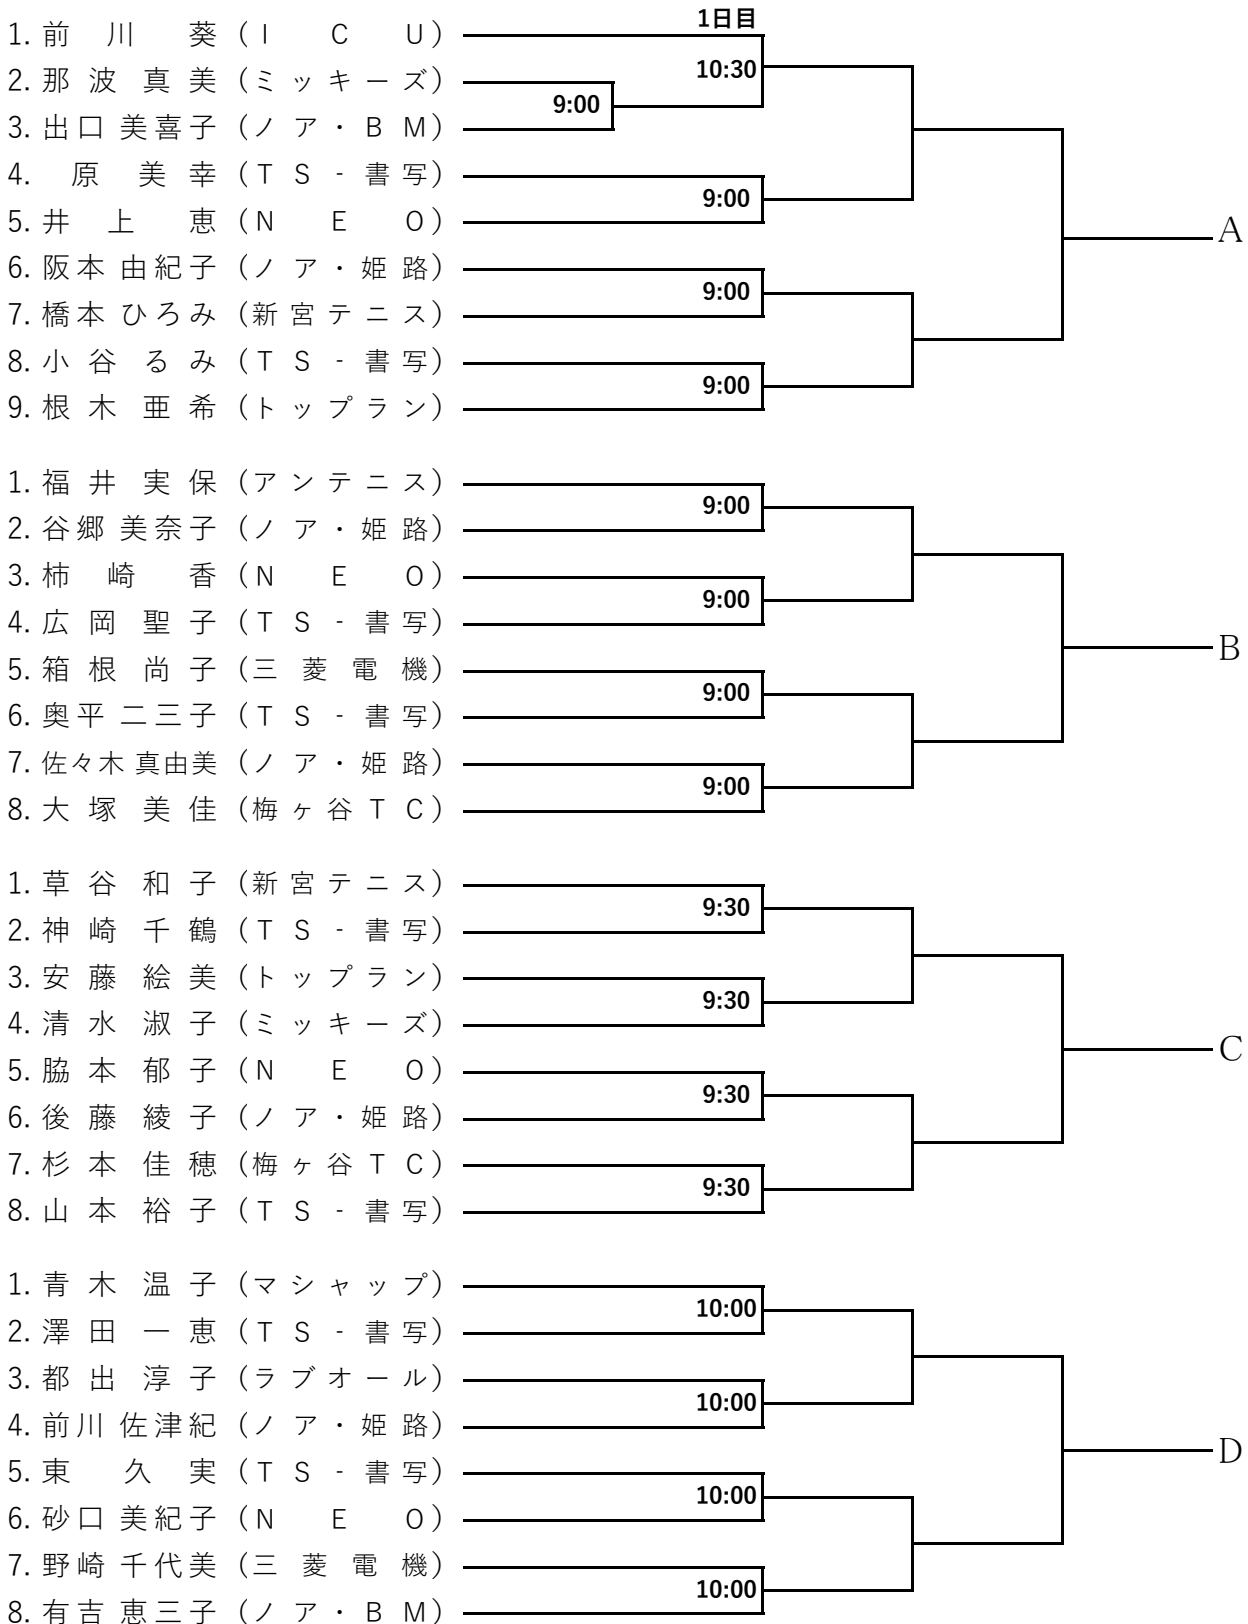 1日目
1. 前川 葵 (ICU)
10:30
2. 那波 真美 (ミッキーズ)
9:00
3. 出口 美喜子 (ノア・BM)
4. 原 美幸 (TS-書写)
9:00
5. 井上 恵 (NEO)
A
6. 阪本 由紀子 (ノア・姫路)
9:00
7. 橋本 ひろみ (新宮テニス)
8. 小谷 るみ (TS-書写)
9:00
9. 根木 亜希 (トップラン)
1. 福井 実保 (アンテニス)
9:00
2. 谷郷 美奈子 (ノア・姫路)
3. 柿崎 香 (NEO)
9:00
4. 広岡 聖子 (TS-書写)
B
5. 箱根 尚子 (三菱電機)
9:00
6. 奥平 二三子 (TS-書写)
7. 佐々木 真由美 (ノア・姫路)
9:00
8. 大塚 美佳 (梅ヶ谷TC)
1. 草谷 和子 (新宮テニス)
9:30
2. 神崎 千鶴 (TS-書写)
3. 安藤 絵美 (トップラン)
9:30
4. 清水 淑子 (ミッキーズ)
C
5. 脇本 郁子 (NEO)
9:30
6. 後藤 綾子 (ノア・姫路)
7. 杉本 佳穂 (梅ヶ谷TC)
9:30
8. 山本 裕子 (TS-書写)
1. 青木 温子 (マシャップ)
10:00
2. 澤田 一恵 (TS-書写)
3. 都出 淳子 (ラブオール)
10:00
4. 前川 佐津紀 (ノア・姫路)
D
5. 東 久実 (TS-書写)
10:00
6. 砂口 美紀子 (NEO)
7. 野崎 千代美 (三菱電機)
10:00
8. 有吉 恵三子 (ノア・BM)